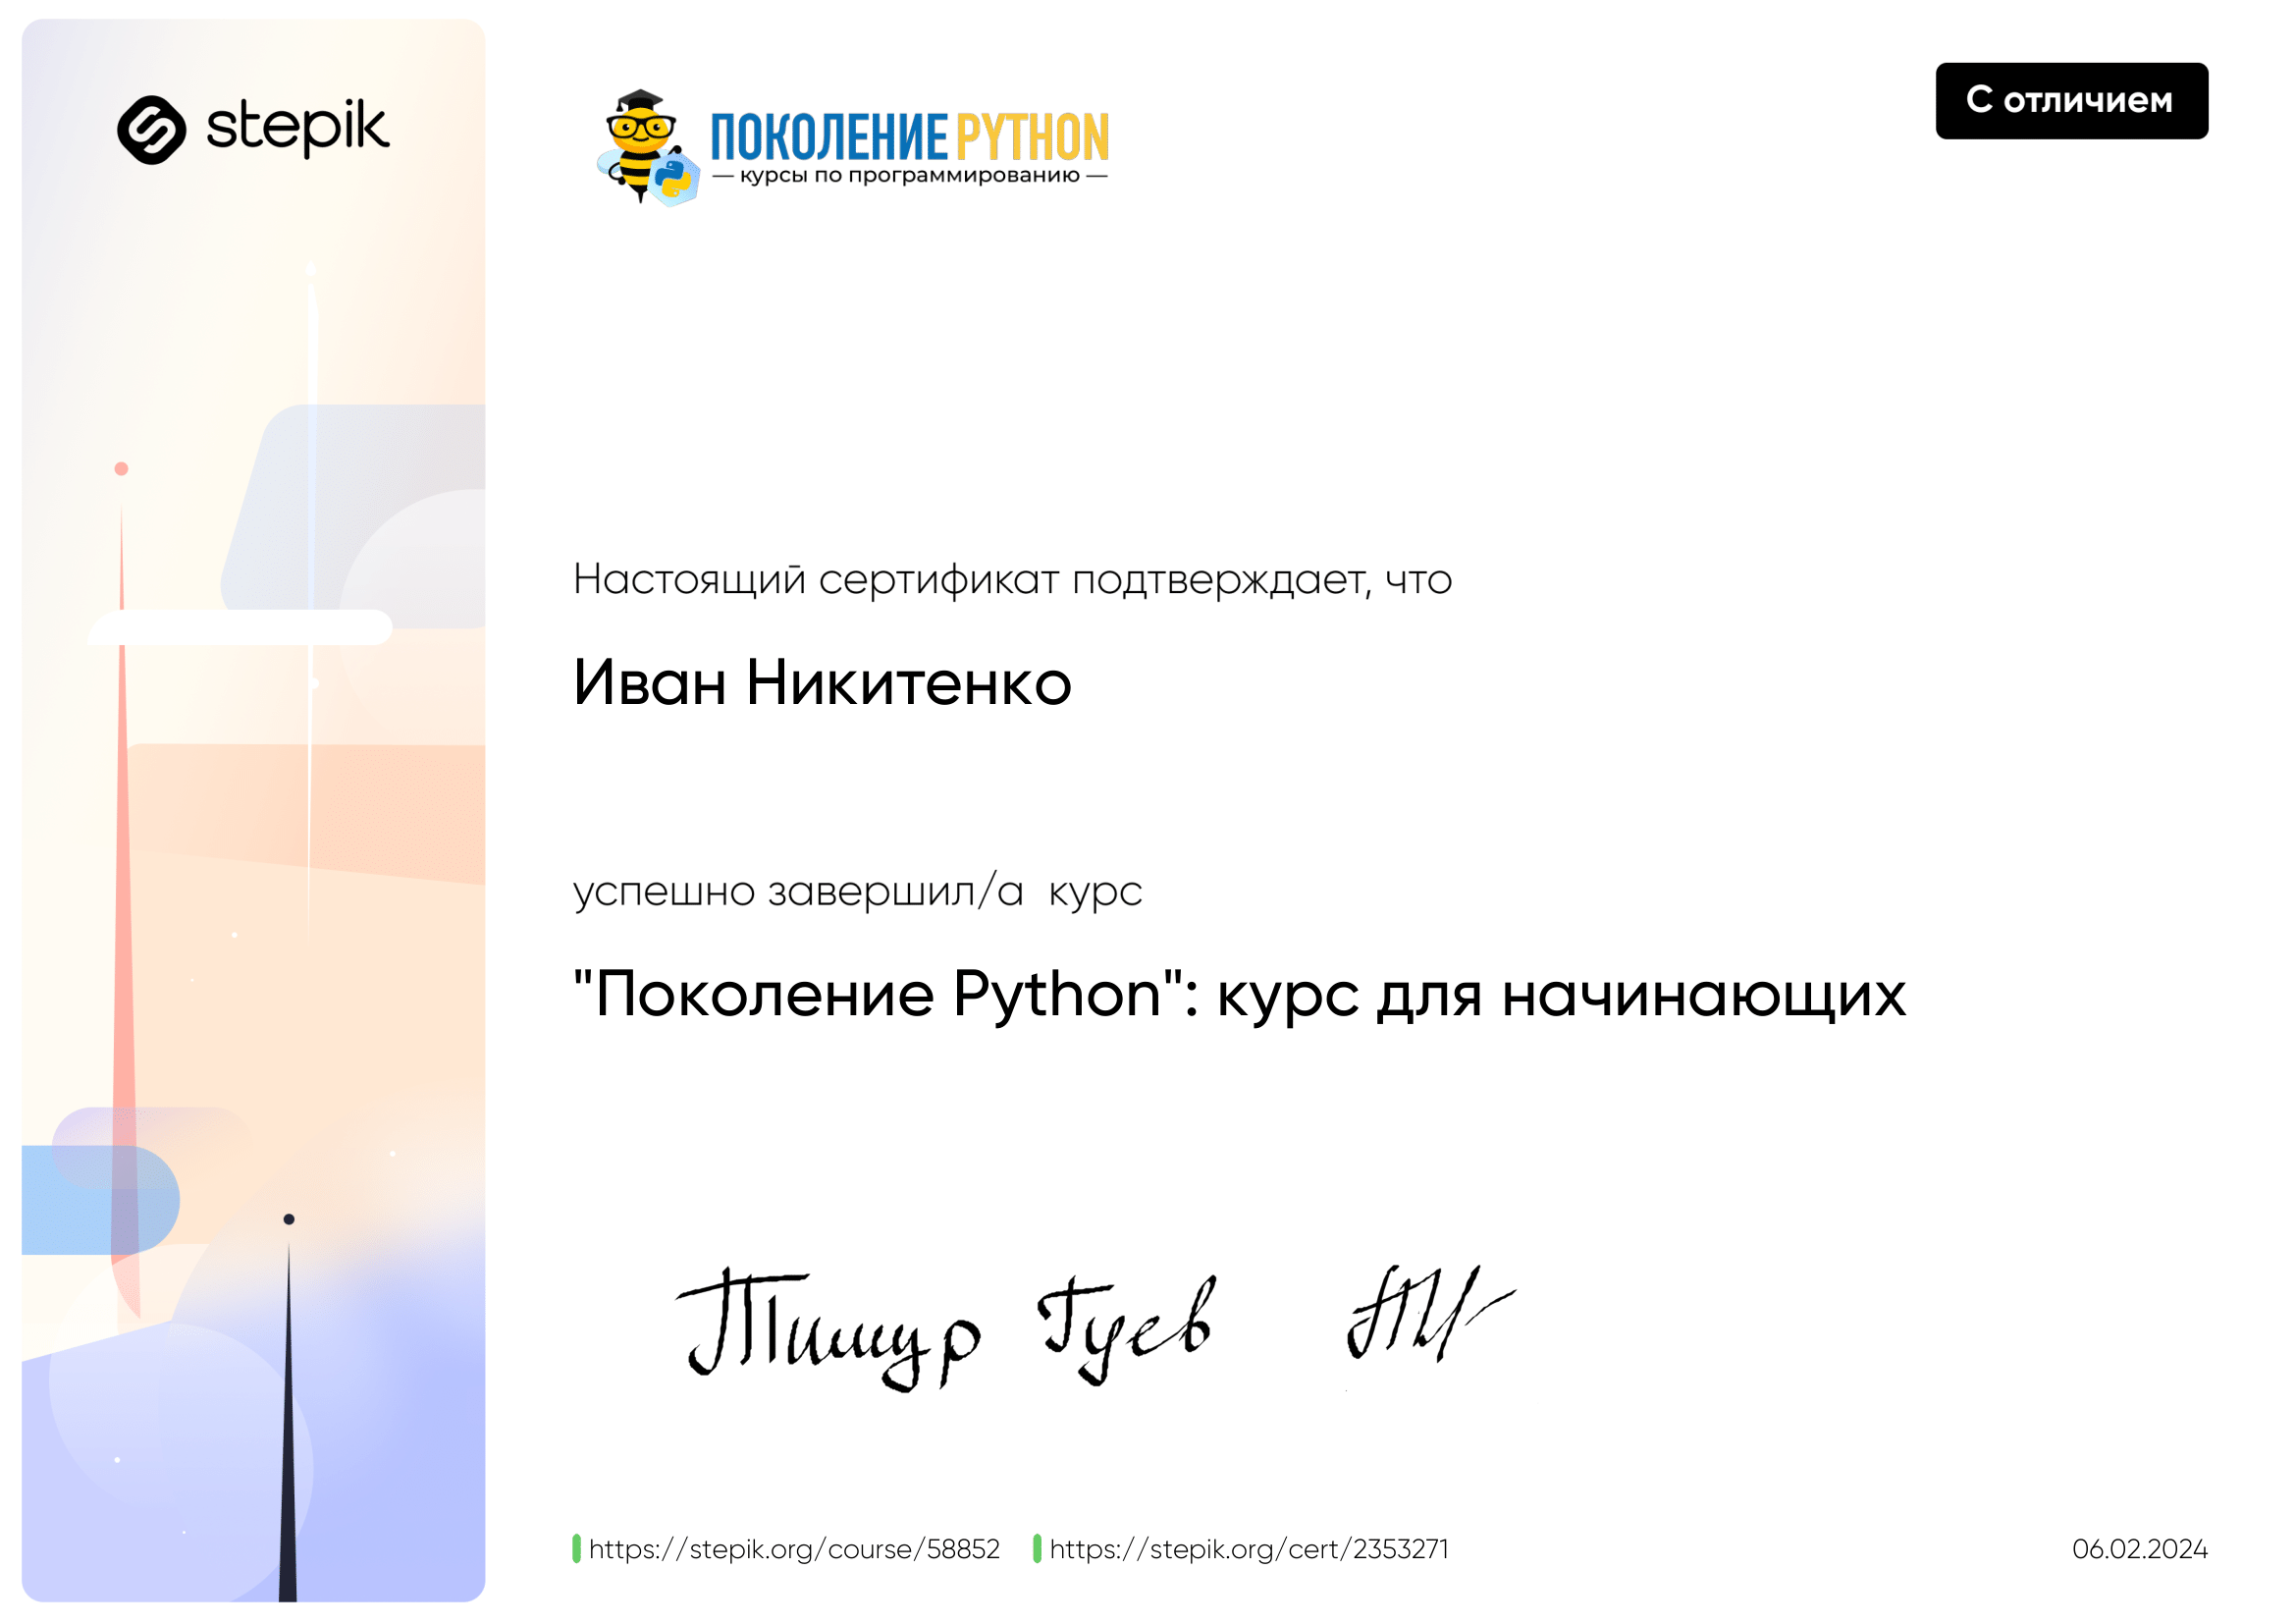 stepik
ПОКОЛЕНИЕ PYTHON
— курсы по программированию —
С отличием
Настоящий сертификат подтверждает, что
Иван Никитенко
успешно завершил/а курс
"Поколение Python": курс для начинающих
Тимур Гуев
https://stepik.org/course/58852 https://stepik.org/cert/2353271
06.02.2024